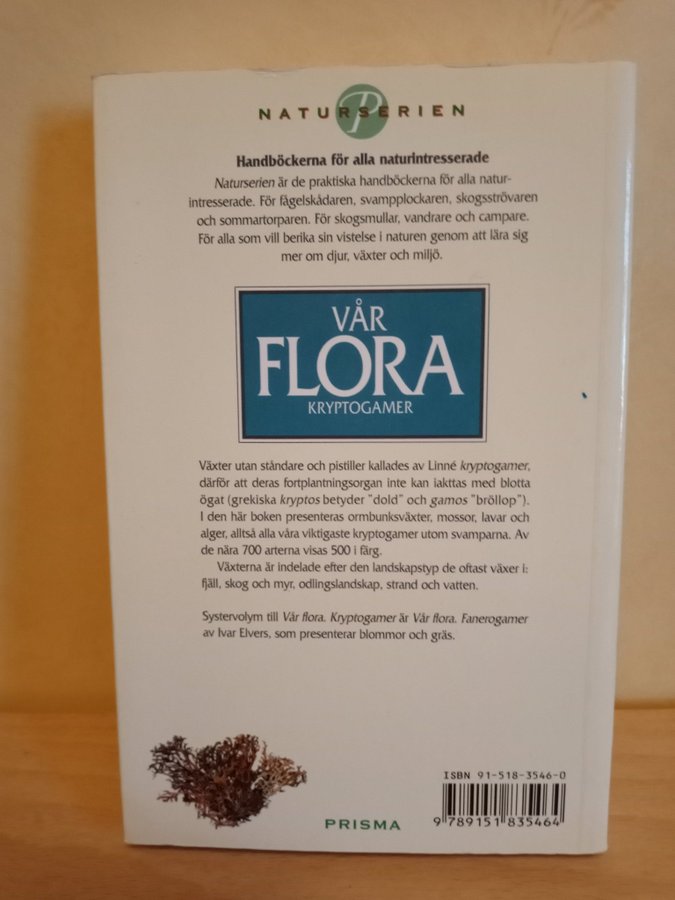 NATURSERIEN
P
Handböckerna för alla naturintresserade
Naturserien är de praktiska handböckerna för alla natur-
intresserade. För fågelskådaren, svampplockaren, skogsströvaren
och sommartorparen. För skogsmullar, vandrare och campare.
För alla som vill berika sin vistelse i naturen genom att lära sig
mer om djur, växter och miljö.
VÅR
FLORA
KRYPTOGAMER
Växter utan ståndare och pistiller kallades av Linné kryptogamer,
därför att deras fortplantningsorgan inte kan iakttas med blotta
ögat (grekiska kryptos betyder "dold" och gamos "bröllop").
I den här boken presenteras ormbunksväxter, mossor, lavar och
alger, alltså alla våra viktigaste kryptogamer utom svamparna. Av
de nära 700 arterna visas 500 i färg.
Växterna är indelade efter den landskapstyp de oftast växer i:
fjäll, skog och myr, odlingslandskap, strand och vatten.
Systervolym till Vår flora. Kryptogamer är Vår flora. Fanerogamer
av Ivar Elvers, som presenterar blommor och gräs.
ISBN 91-518-3546-0
9 789151 835464
PRISMA